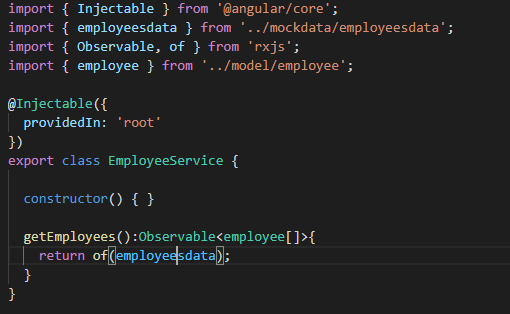 import { Injectable } from '@angular/core';
import { employeesdata } from '../mockdata/employeesdata';
import { Observable, of } from 'rxjs';
import { employee } from '../model/employee';
@Injectable({
  providedIn: 'root'
})
export class EmployeeService {
  constructor() { }
  getEmployees():Observable<employee[]>{
    return of(employeesdata);
  }
}